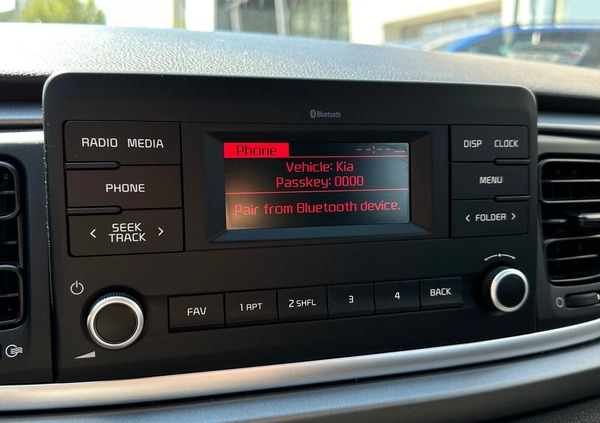 Bluetooth
RADIO MEDIA
PHONE
< SEEK TRACK >
Phone
--:-- 
Vehicle: Kia
Passkey: 0000
Pair from Bluetooth device.
DISP CLOCK
MENU
< FOLDER >
FAV
1 APT
2 SHFL
3
4
BACK